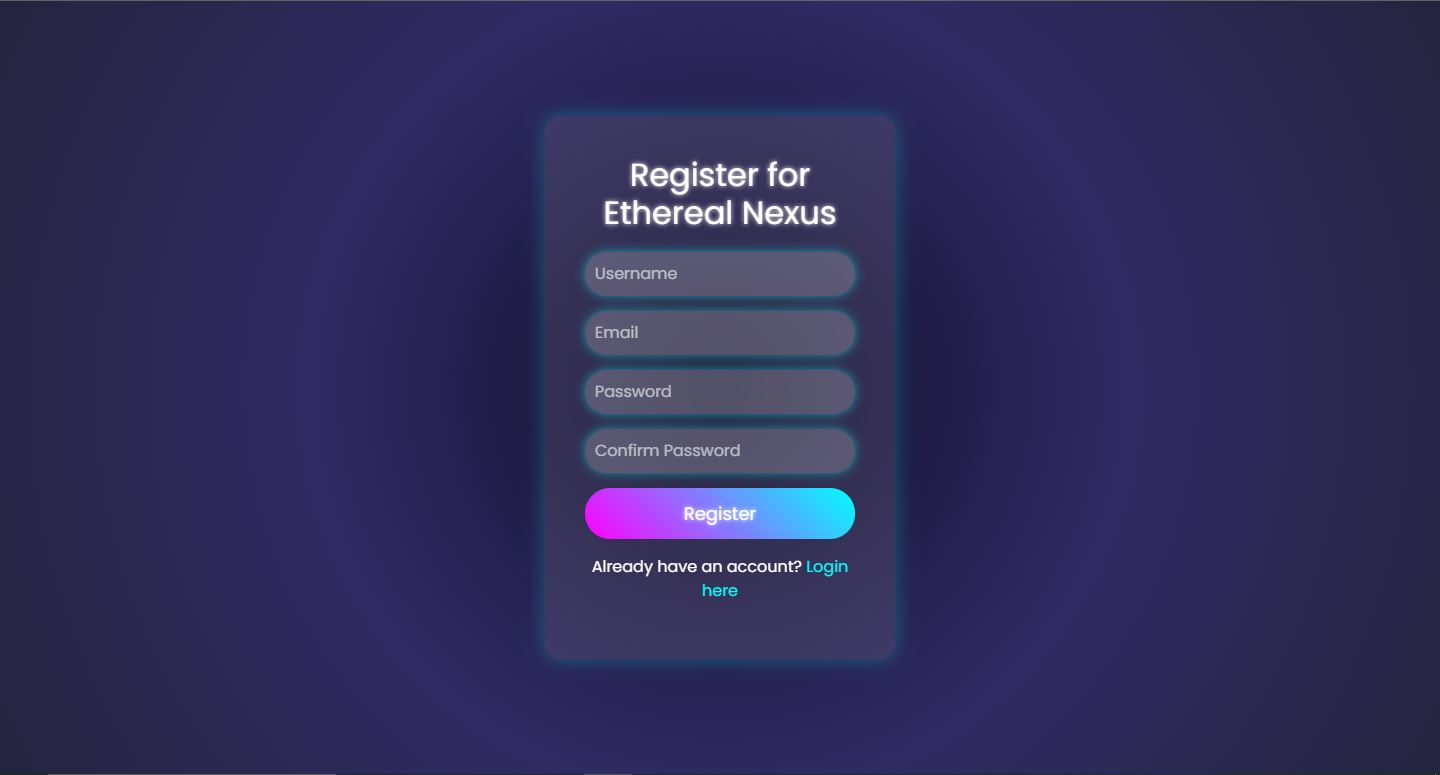 Register for
Ethereal Nexus
Username
Email
Password
Confirm Password
Register
Already have an account? Login
here